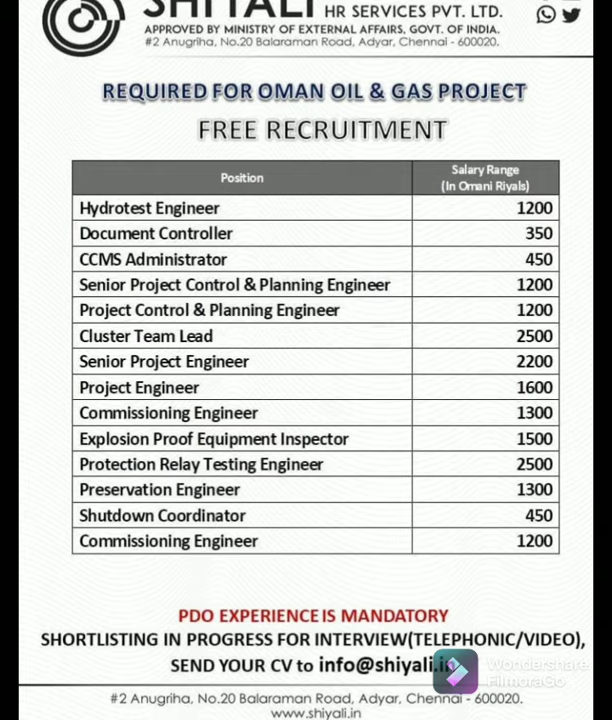 SHIYALI HR SERVICES PVT. LTD.
APPROVED BY MINISTRY OF EXTERNAL AFFAIRS, GOVT. OF INDIA.
#2 Anugriha, No.20 Balaraman Road, Adyar, Chennai - 600020.
REQUIRED FOR OMAN OIL & GAS PROJECT
FREE RECRUITMENT
Position Salary Range
(In Omani Riyals)
Hydrotest Engineer 1200
Document Controller 350
CCMS Administrator 450
Senior Project Control & Planning Engineer 1200
Project Control & Planning Engineer 1200
Cluster Team Lead 2500
Senior Project Engineer 2200
Project Engineer 1600
Commissioning Engineer 1300
Explosion Proof Equipment Inspector 1500
Protection Relay Testing Engineer 2500
Preservation Engineer 1300
Shutdown Coordinator 450
Commissioning Engineer 1200
PDO EXPERIENCE IS MANDATORY
SHORTLISTING IN PROGRESS FOR INTERVIEW(TELEPHONIC/VIDEO),
SEND YOUR CV to info@shiyali.in
Wondershare
FilmoraGo
#2 Anugriha, No.20 Balaraman Road, Adyar, Chennai - 600020.
www.shiyali.in